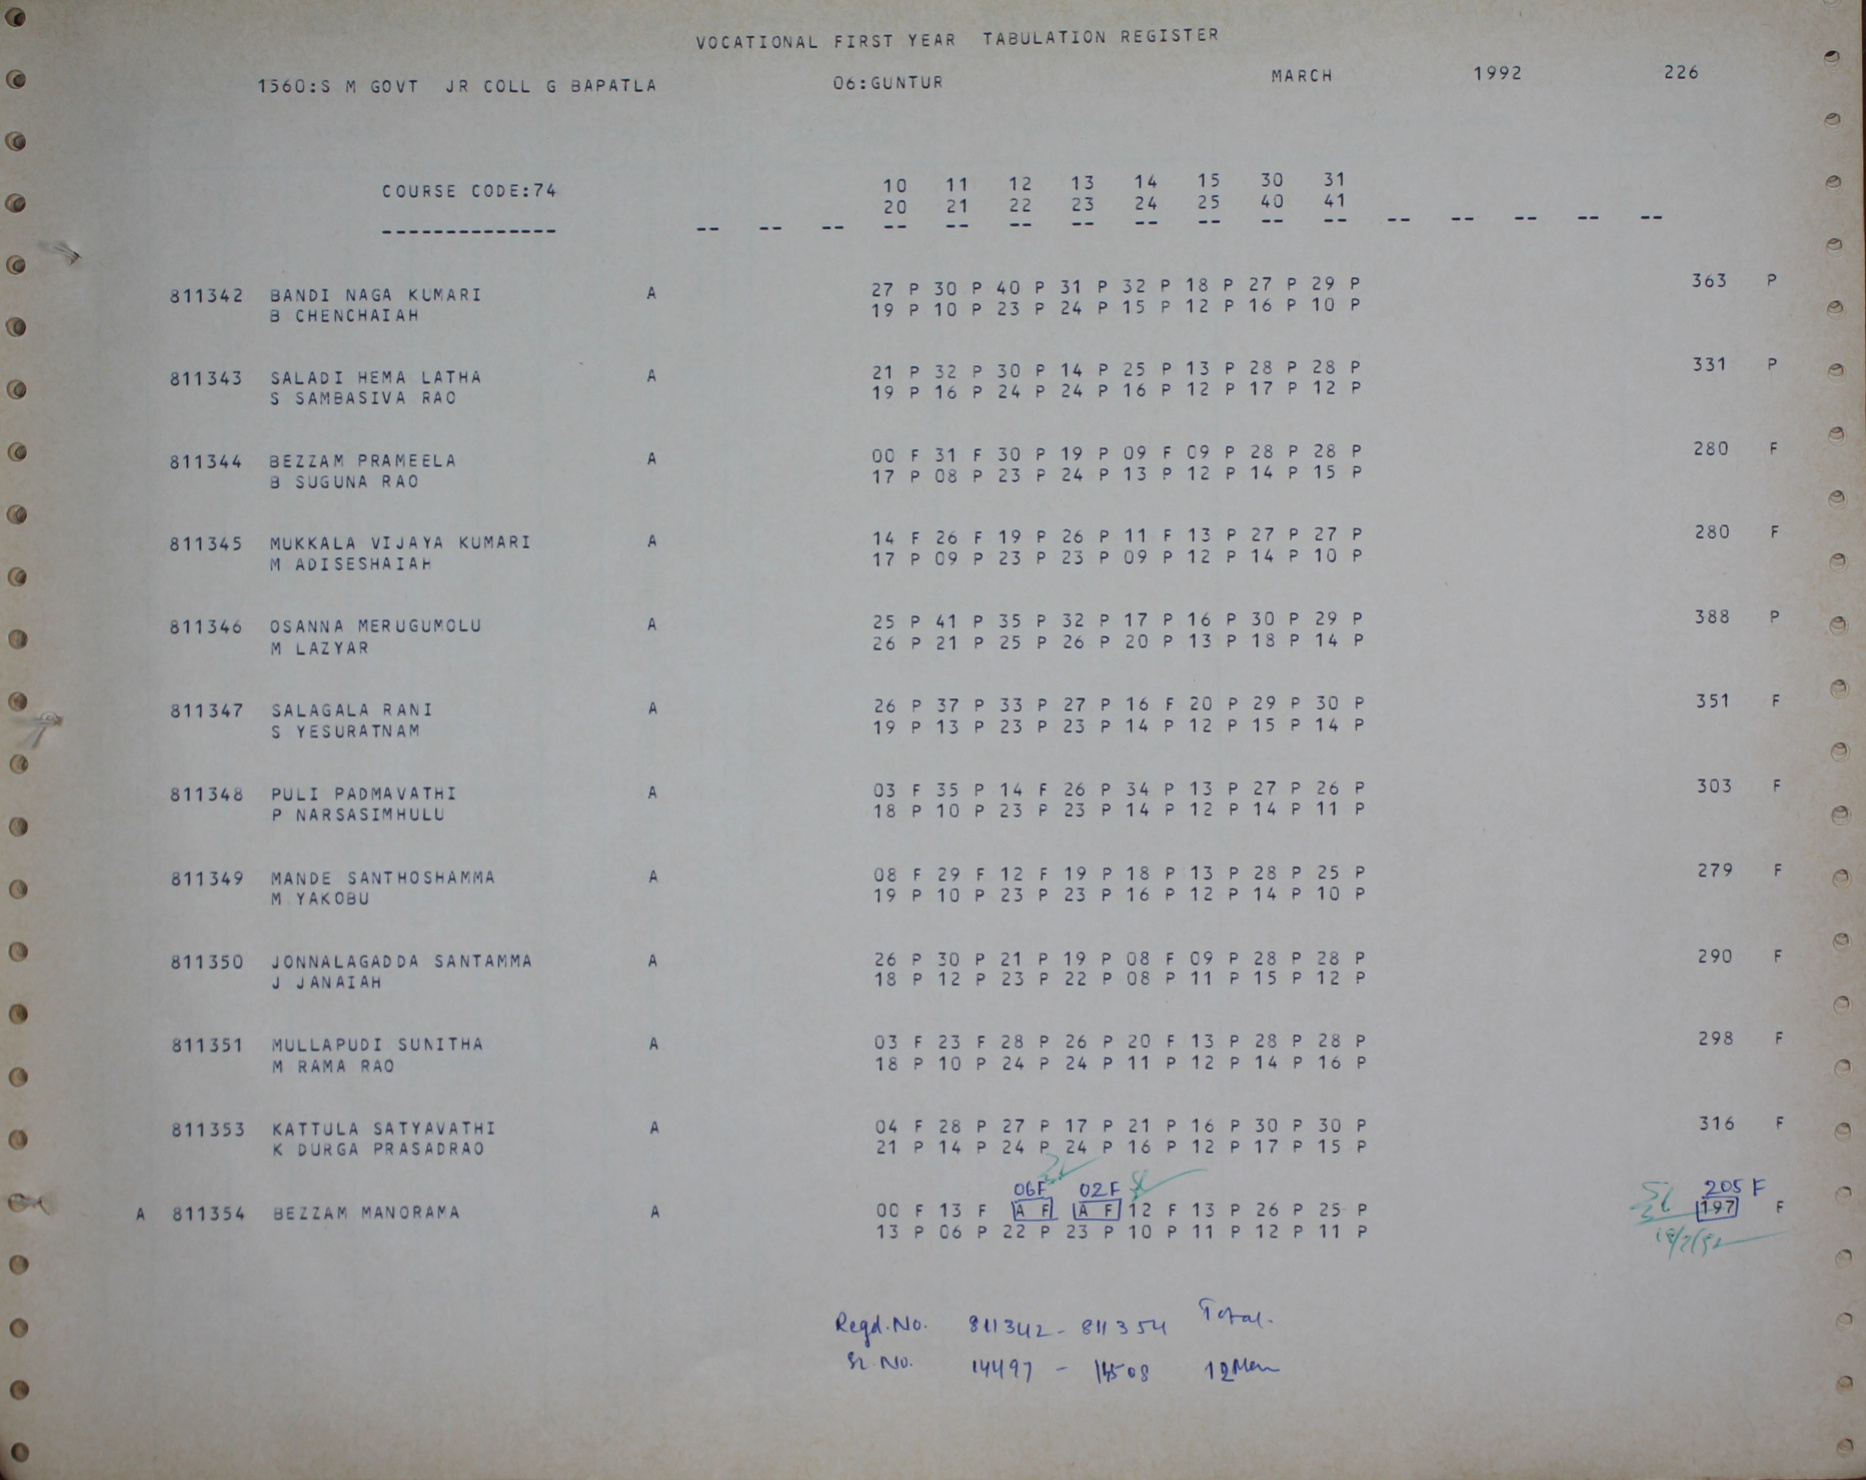 VOCATIONAL FIRST YEAR TABULATION REGISTER
1560:S M GOVT JR COLL G BAPATLA 06:GUNTUR MARCH 1992 226
COURSE CODE:74 10 11 12 13 14 15 30 31
20 21 22 23 24 25 40 41
-------------- -- -- -- -- -- -- -- -- -- -- -- -- -- -- -- --
811342 BANDI NAGA KUMARI A 27 P 30 P 40 P 31 P 32 P 18 P 27 P 29 P 363 P
B CHENCHAIAH 19 P 10 P 23 P 24 P 15 P 12 P 16 P 10 P
811343 SALADI HEMA LATHA A 21 P 32 P 30 P 14 P 25 P 13 P 28 P 28 P 331 P
S SAMBASIVA RAO 19 P 16 P 24 P 24 P 16 P 12 P 17 P 12 P
811344 BEZZAM PRAMEELA A 00 F 31 F 30 P 19 P 09 F 09 P 28 P 28 P 280 F
B SUGUNA RAO 17 P 08 P 23 P 24 P 13 P 12 P 14 P 15 P
811345 MUKKALA VIJAYA KUMARI A 14 F 26 F 19 P 26 P 11 F 13 P 27 P 27 P 280 F
M ADISESHAIAH 17 P 09 P 23 P 23 P 09 P 12 P 14 P 10 P
811346 OSANNA MERUGUMOLU A 25 P 41 P 35 P 32 P 17 P 16 P 30 P 29 P 388 P
M LAZYAR 26 P 21 P 25 P 26 P 20 P 13 P 18 P 14 P
811347 SALAGALA RANI A 26 P 37 P 33 P 27 P 16 F 20 P 29 P 30 P 351 F
S YESURATNAM 19 P 13 P 23 P 23 P 14 P 12 P 15 P 14 P
811348 PULI PADMAVATHI A 03 F 35 P 14 F 26 P 34 P 13 P 27 P 26 P 303 F
P NARSASIMHULU 18 P 10 P 23 P 23 P 14 P 12 P 14 P 11 P
811349 MANDE SANTHOSHAMMA A 08 F 29 F 12 F 19 P 18 P 13 P 28 P 25 P 279 F
M YAKOBU 19 P 10 P 23 P 23 P 16 P 12 P 14 P 10 P
811350 JONNALAGADDA SANTAMMA A 26 P 30 P 21 P 19 P 08 F 09 P 28 P 28 P 290 F
J JANAIAH 18 P 12 P 23 P 22 P 08 P 11 P 15 P 12 P
811351 MULLAPUDI SUNITHA A 03 F 23 F 28 P 26 P 20 F 13 P 28 P 28 P 298 F
M RAMA RAO 18 P 10 P 24 P 24 P 11 P 12 P 14 P 16 P
811353 KATTULA SATYAVATHI A 04 F 28 P 27 P 17 P 21 P 16 P 30 P 30 P 316 F
K DURGA PRASADRAO 21 P 14 P 24 P 24 P 16 P 12 P 17 P 15 P
06F 02F 205 F
A 811354 BEZZAM MANORAMA A 00 F 13 F A F A F 12 F 13 P 26 P 25 P 197 F
13 P 06 P 22 P 23 P 10 P 11 P 12 P 11 P
Regd.No. 811342 - 811354 Total.
Sr. No. 14497 - 14508 12